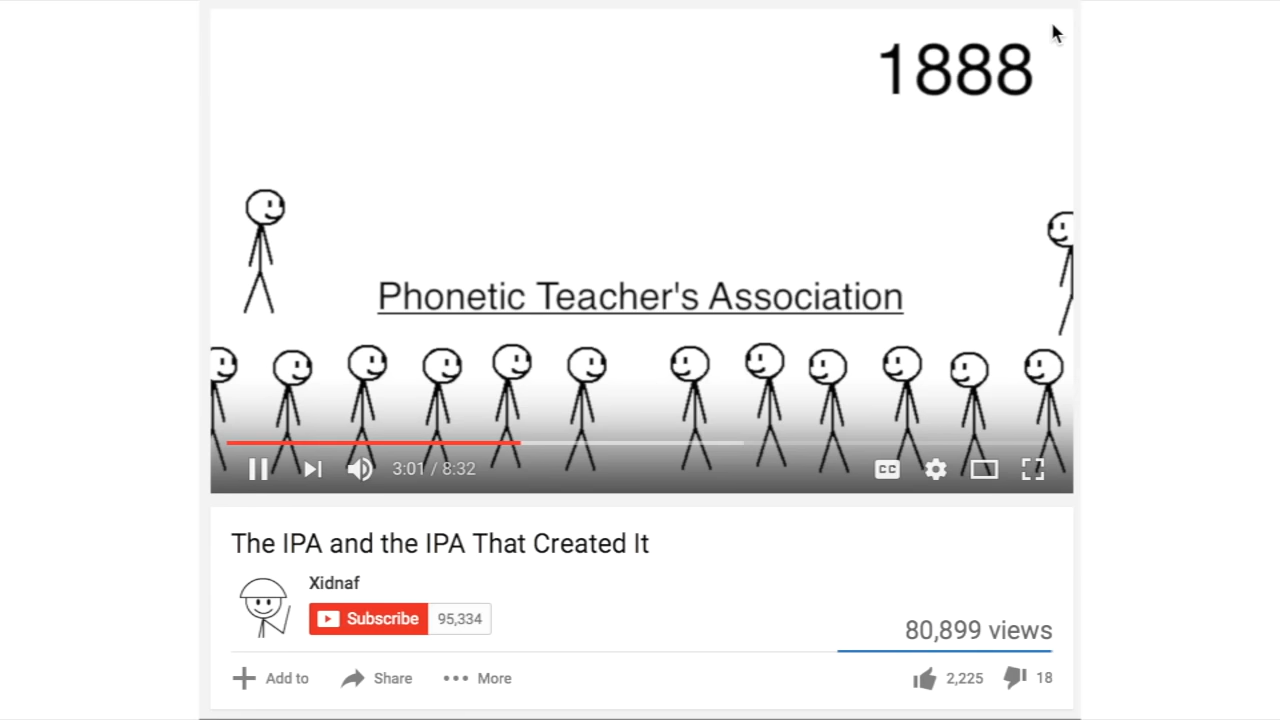 1888
Phonetic Teacher's Association
3:01 / 8:32
CC
The IPA and the IPA That Created It
Xidnaf
Subscribe 95,334
80,899 views
Add to Share More 2,225 18